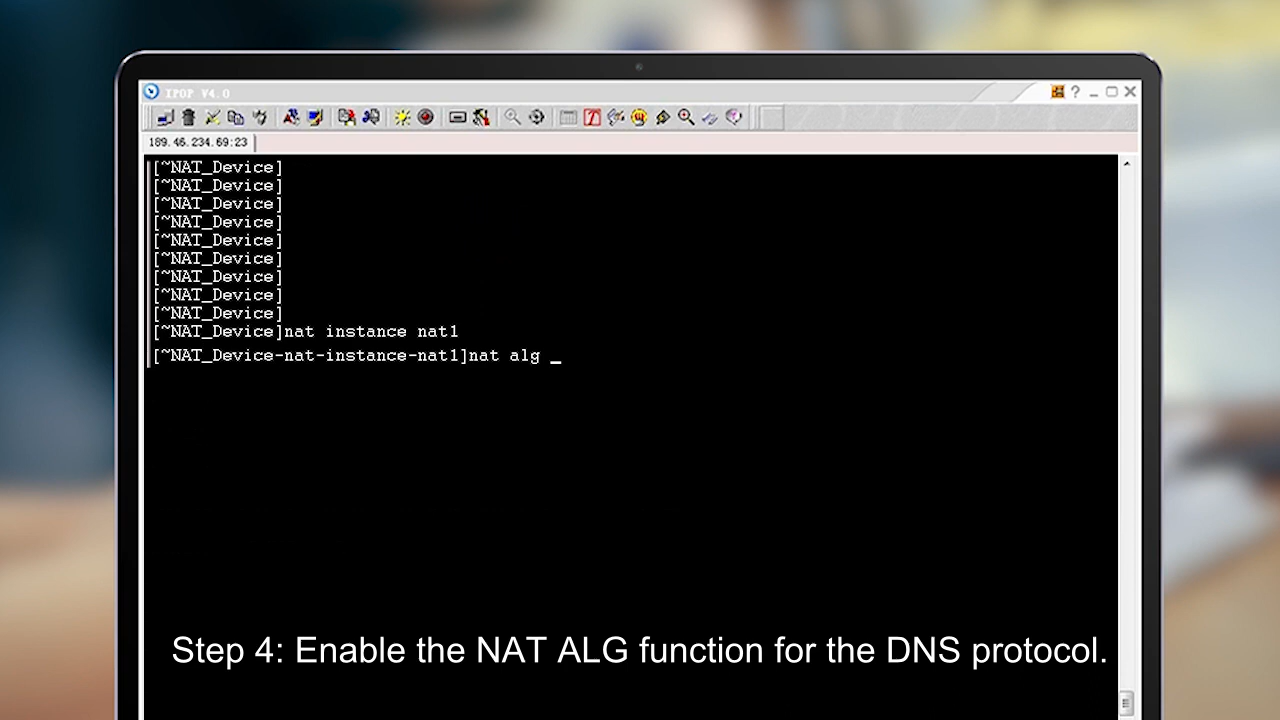 IPOP V4.0
189.46.234.69:23
[~NAT_Device]
[~NAT_Device]
[~NAT_Device]
[~NAT_Device]
[~NAT_Device]
[~NAT_Device]
[~NAT_Device]
[~NAT_Device]
[~NAT_Device]
[~NAT_Device]nat instance nat1
[~NAT_Device-nat-instance-nat1]nat alg _
Step 4: Enable the NAT ALG function for the DNS protocol.